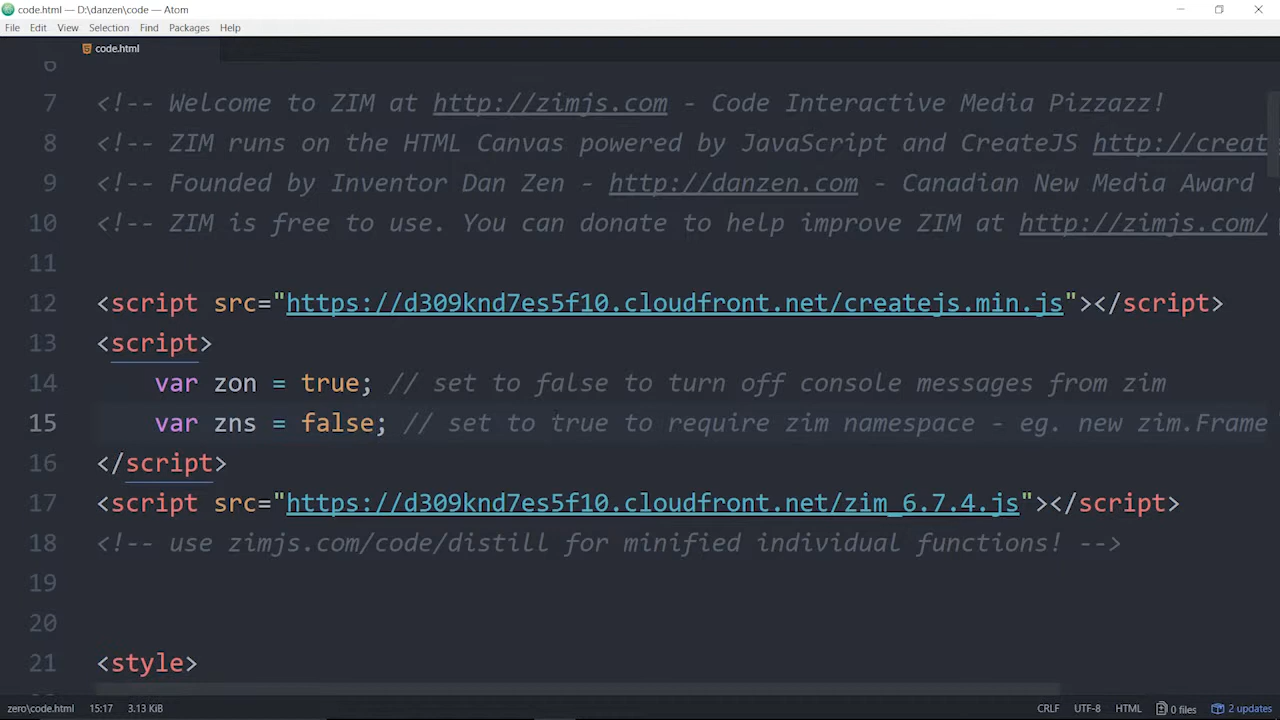 code.html — D:\danzen\code — Atom
File Edit View Selection Find Packages Help
code.html
6
7 <!-- Welcome to ZIM at http://zimjs.com - Code Interactive Media Pizzazz!
8 <!-- ZIM runs on the HTML Canvas powered by JavaScript and CreateJS http://creat
9 <!-- Founded by Inventor Dan Zen - http://danzen.com - Canadian New Media Award
10 <!-- ZIM is free to use. You can donate to help improve ZIM at http://zimjs.com/
11
12 <script src="https://d309knd7es5f10.cloudfront.net/createjs.min.js"></script>
13 <script>
14 var zon = true; // set to false to turn off console messages from zim
15 var zns = false; // set to true to require zim namespace - eg. new zim.Frame
16 </script>
17 <script src="https://d309knd7es5f10.cloudfront.net/zim_6.7.4.js"></script>
18 <!-- use zimjs.com/code/distill for minified individual functions! -->
19
20
21 <style>
zero\code.html 15:17 3.13 KiB CRLF UTF-8 HTML 0 files 2 updates